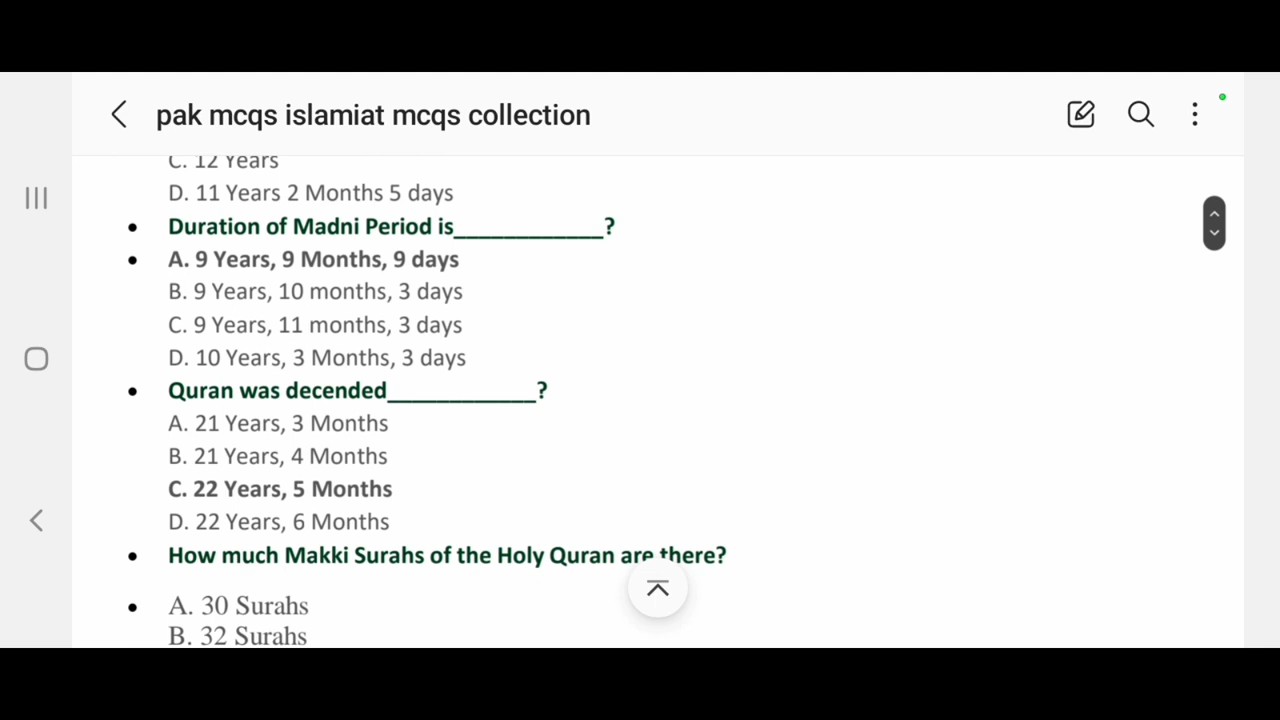 pak mcqs islamiat mcqs collection
C. 12 Years
D. 11 Years 2 Months 5 days
• Duration of Madni Period is____________?
• A. 9 Years, 9 Months, 9 days
B. 9 Years, 10 months, 3 days
C. 9 Years, 11 months, 3 days
D. 10 Years, 3 Months, 3 days
• Quran was decended____________?
A. 21 Years, 3 Months
B. 21 Years, 4 Months
C. 22 Years, 5 Months
D. 22 Years, 6 Months
• How much Makki Surahs of the Holy Quran are there?
• A. 30 Surahs
B. 32 Surahs